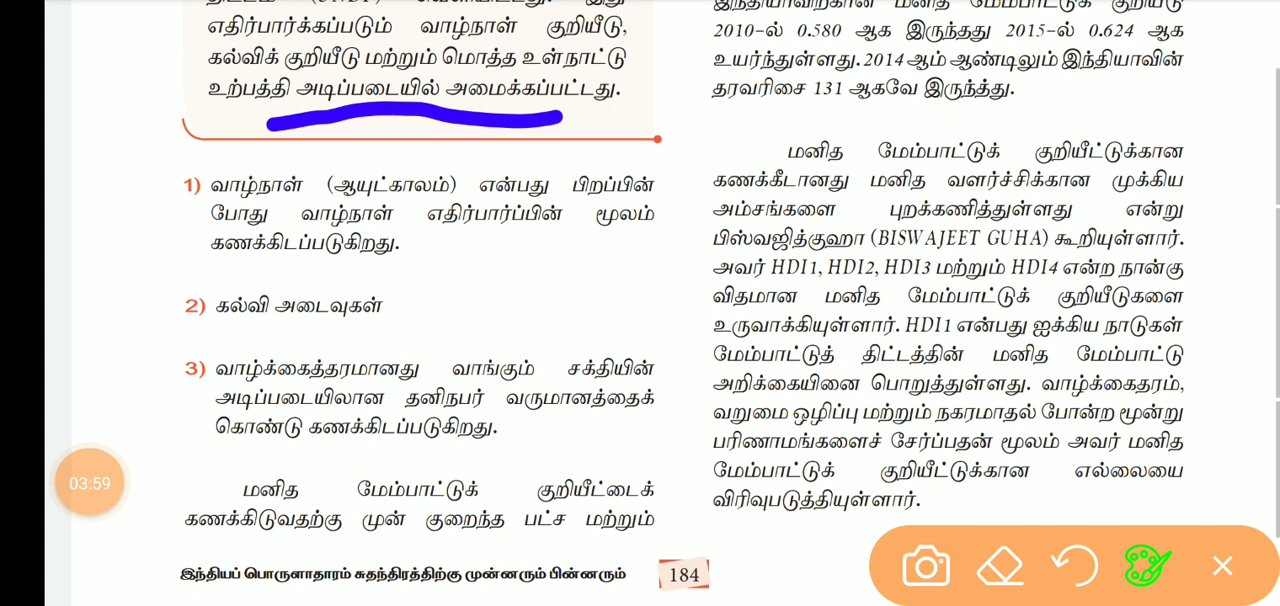 எதிர்பார்க்கப்படும் வாழ்நாள் குறியீடு,
கல்விக் குறியீடு மற்றும் மொத்த உள்நாட்டு
உற்பத்தி அடிப்படையில் அமைக்கப்பட்டது.
1) வாழ்நாள் (ஆயுட்காலம்) என்பது பிறப்பின்
போது வாழ்நாள் எதிர்பார்ப்பின் மூலம்
கணக்கிடப்படுகிறது.
2) கல்வி அடைவுகள்
3) வாழ்க்கைத்தரமானது வாங்கும் சக்தியின்
அடிப்படையிலான தனிநபர் வருமானத்தைக்
கொண்டு கணக்கிடப்படுகிறது.
03:59
மனித மேம்பாட்டுக் குறியீட்டைக்
கணக்கிடுவதற்கு முன் குறைந்த பட்ச மற்றும்
இந்தியாவிற்கான மனித மேம்பாட்டுக் குறியீடு
2010-ல் 0.580 ஆக இருந்தது 2015-ல் 0.624 ஆக
உயர்ந்துள்ளது. 2014 ஆம் ஆண்டிலும் இந்தியாவின்
தரவரிசை 131 ஆகவே இருந்த்து.
மனித மேம்பாட்டுக் குறியீட்டுக்கான
கணக்கீடானது மனித வளர்ச்சிக்கான முக்கிய
அம்சங்களை புறக்கணித்துள்ளது என்று
பிஸ்வஜித்குஹா (BISWAJEET GUHA) கூறியுள்ளார்.
அவர் HDI1, HDI2, HDI3 மற்றும் HDI4 என்ற நான்கு
விதமான மனித மேம்பாட்டுக் குறியீடுகளை
உருவாக்கியுள்ளார். HDI1 என்பது ஐக்கிய நாடுகள்
மேம்பாட்டுத் திட்டத்தின் மனித மேம்பாட்டு
அறிக்கையினை பொறுத்துள்ளது. வாழ்க்கைதரம்,
வறுமை ஒழிப்பு மற்றும் நகரமாதல் போன்ற மூன்று
பரிணாமங்களைச் சேர்ப்பதன் மூலம் அவர் மனித
மேம்பாட்டுக் குறியீட்டுக்கான எல்லையை
விரிவுபடுத்தியுள்ளார்.
இந்தியப் பொருளாதாரம் சுதந்திரத்திற்கு முன்னரும் பின்னரும் 184